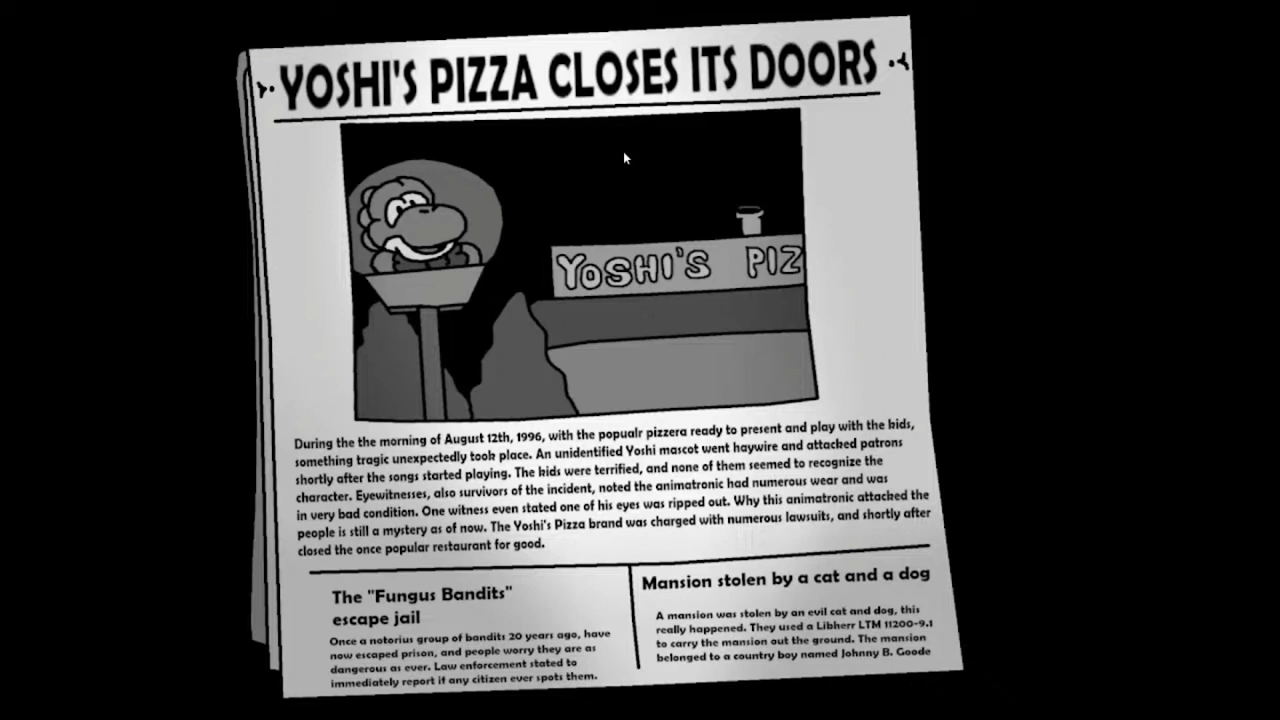 YOSHI'S PIZZA CLOSES ITS DOORS
YOSHI'S PIZ
During the the morning of August 12th, 1996, with the popualr pizzera ready to present and play with the kids,
something tragic unexpectedly took place. An unidentified Yoshi mascot went haywire and attacked patrons
shortly after the songs started playing. The kids were terrified, and none of them seemed to recognize the
character. Eyewitnesses, also survivors of the incident, noted the animatronic had numerous wear and was
in very bad condition. One witness even stated one of his eyes was ripped out. Why this animatronic attacked the
people is still a mystery as of now. The Yoshi's Pizza brand was charged with numerous lawsuits, and shortly after
closed the once popular restaurant for good.
The "Fungus Bandits"
escape jail
Once a notorius group of bandits 20 years ago, have
now escaped prison, and people worry they are as
dangerous as ever. Law enforcement stated to
immediately report if any citizen ever spots them.
Mansion stolen by a cat and a dog
A mansion was stolen by an evil cat and dog, this
really happened. They used a Libherr LTM 11200-9.1
to carry the mansion out the ground. The mansion
belonged to a country boy named Johnny B. Goode